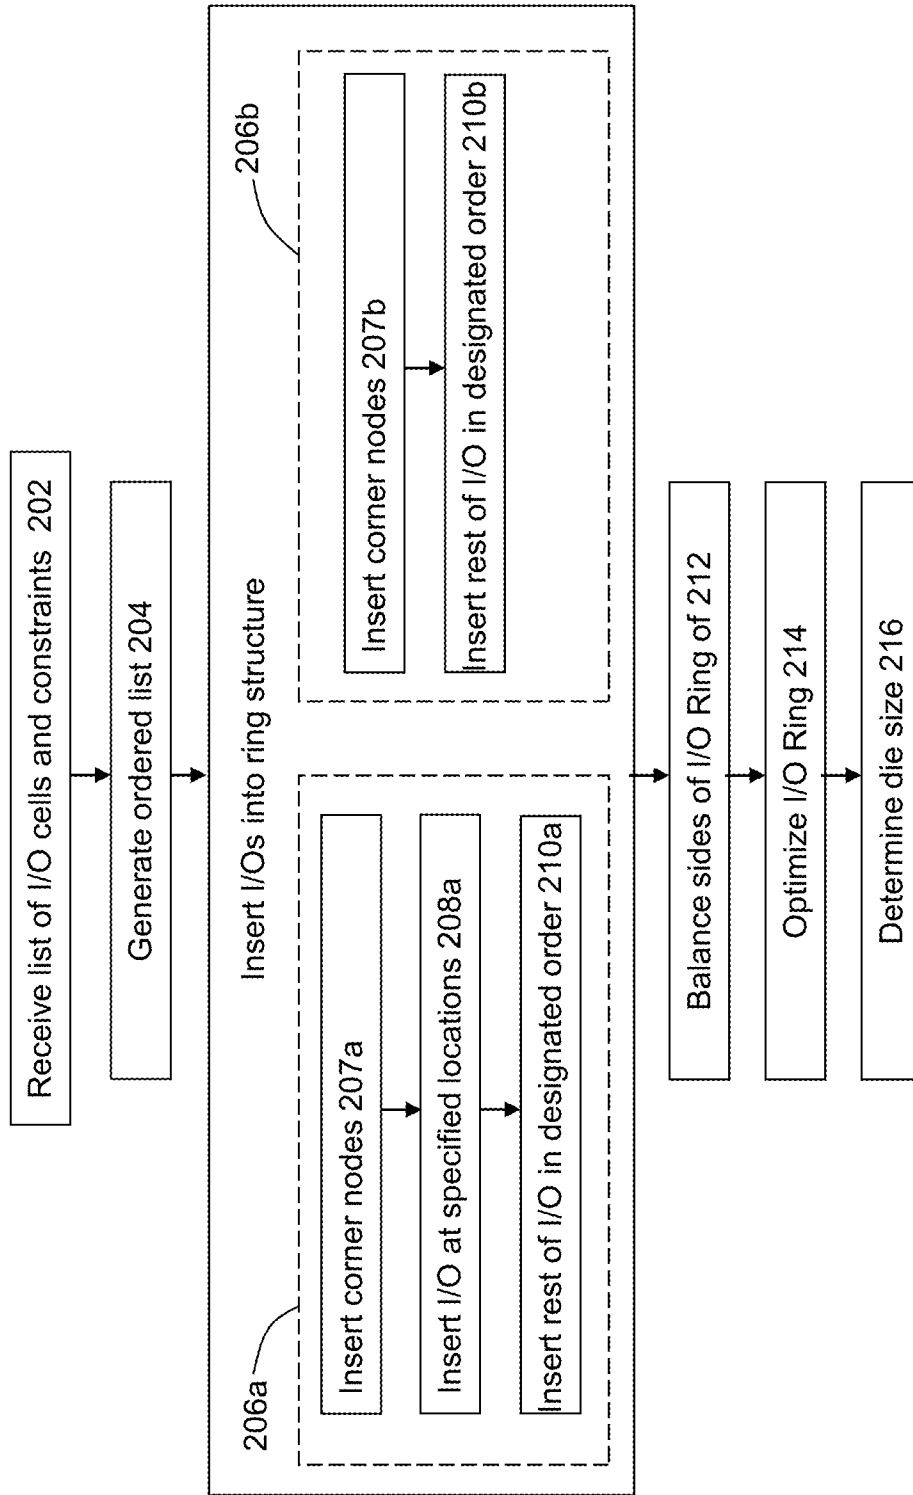 Receive list of I/O cells and constraints 202
Generate ordered list 204
Insert I/Os into ring structure
206a
Insert corner nodes 207a
Insert I/O at specified locations 208a
Insert rest of I/O in designated order 210a
206b
Insert corner nodes 207b
Insert rest of I/O in designated order 210b
Balance sides of I/O Ring of 212
Optimize I/O Ring 214
Determine die size 216